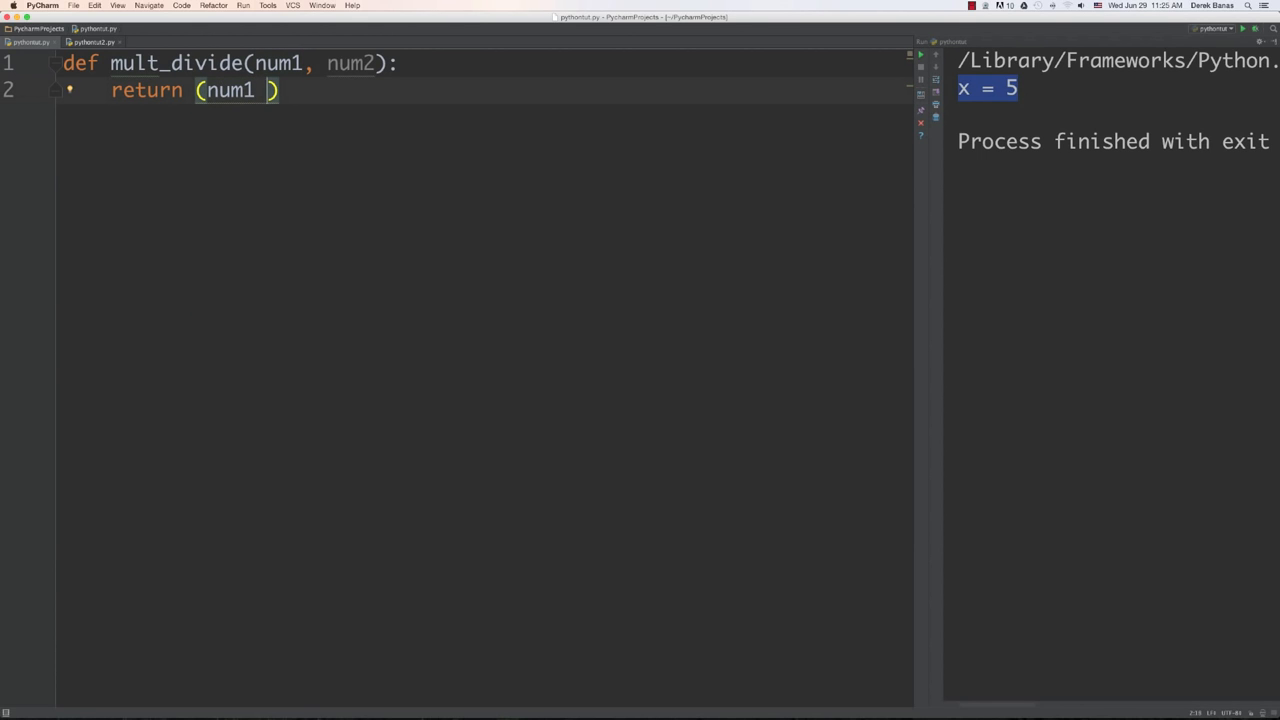 PyCharm File Edit View Navigate Code Refactor Run Tools VCS Window Help 10 Wed Jun 29 11:25 AM Derek Banas
pythontut.py - PycharmProjects - [~/PycharmProjects]
PycharmProjects pythontut.py pythontut
pythontut.py pythontut2.py Run pythontut
1 def mult_divide(num1, num2):
2 return (num1 )
/Library/Frameworks/Python.
x = 5
Process finished with exit
?
2:18 LF÷ UTF-8÷